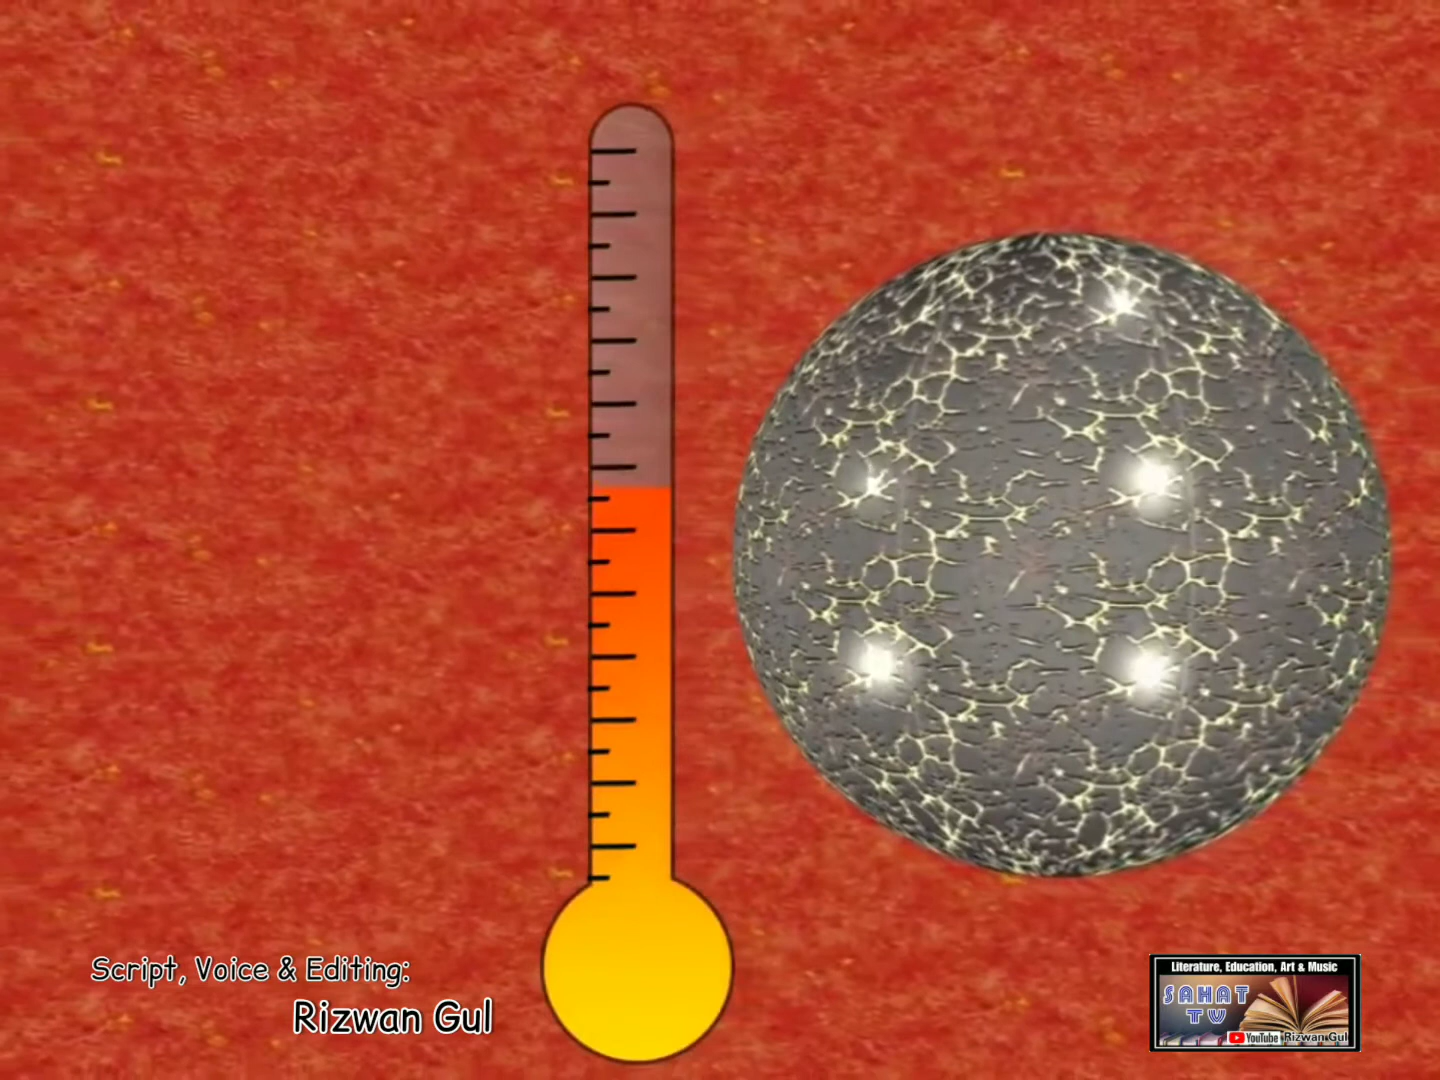 Script, Voice & Editing:
Rizwan Gul
Literature, Education, Art & Music
SAHAT
TV
YouTube Rizwan Gul